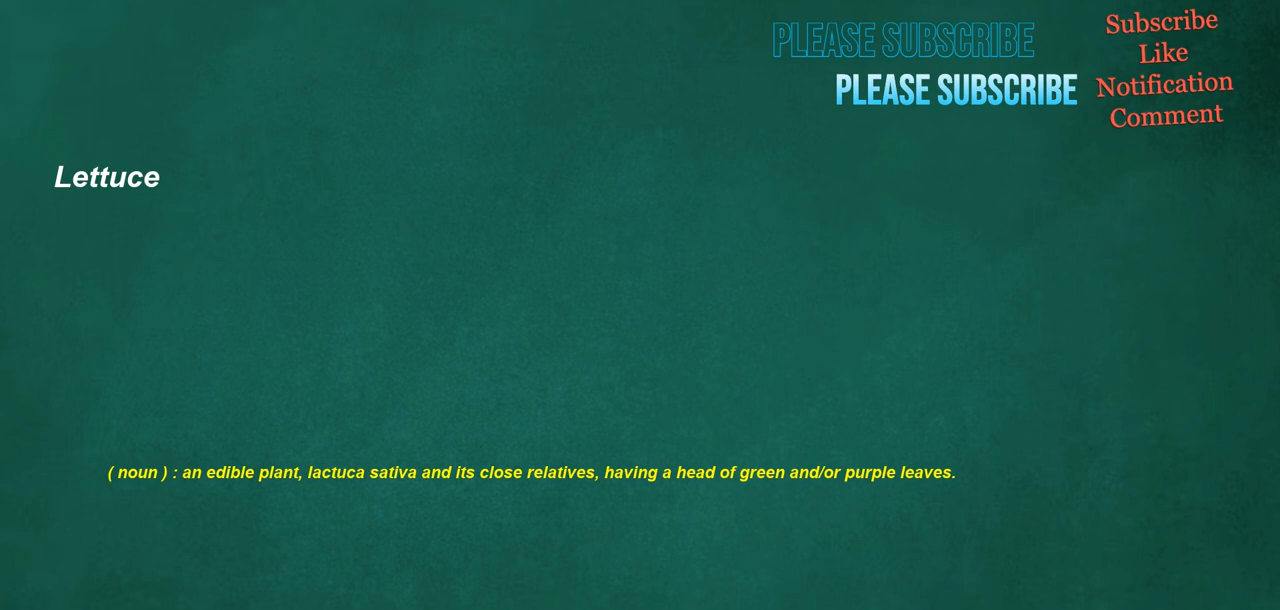 PLEASE SUBSCRIBE
PLEASE SUBSCRIBE
Subscribe
Like
Notification
Comment
Lettuce
( noun ) : an edible plant, lactuca sativa and its close relatives, having a head of green and/or purple leaves.